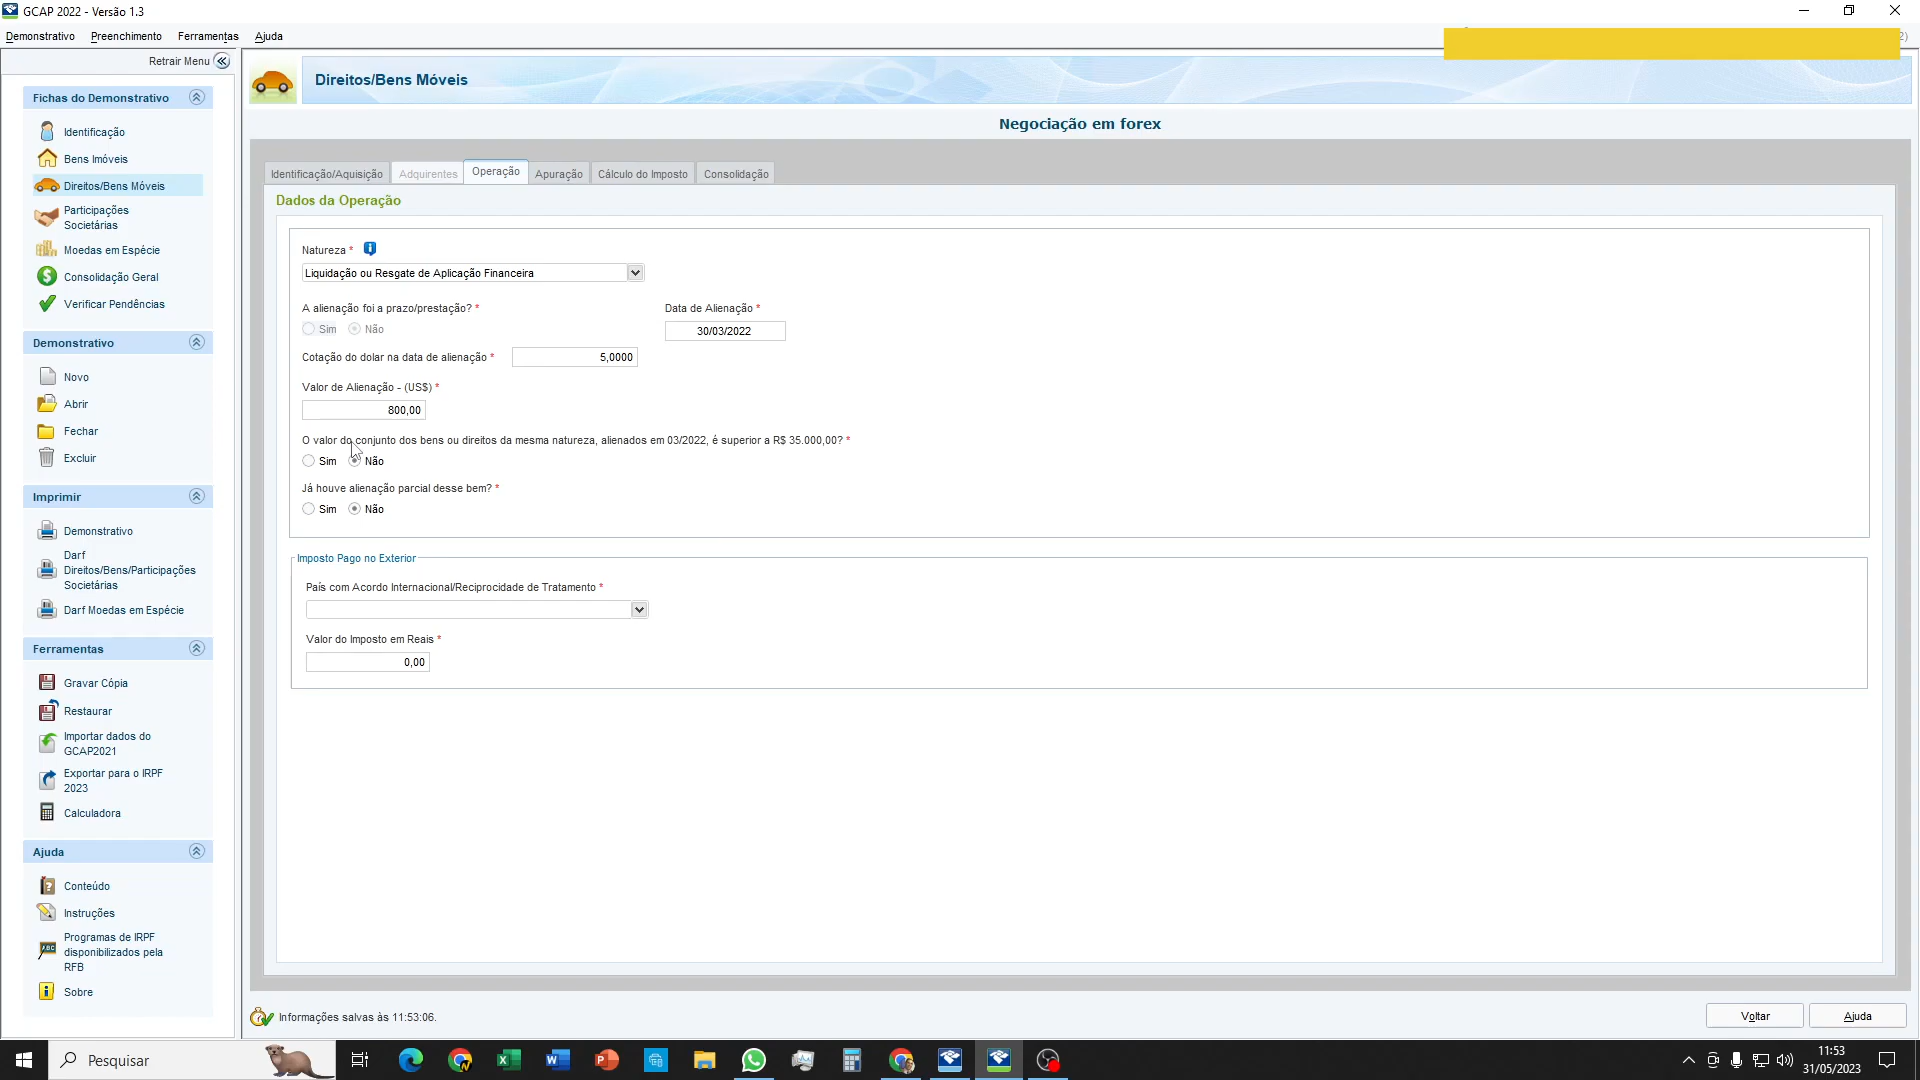 GCAP 2022 - Versão 1.3
Demonstrativo Preenchimento Ferramentas Ajuda
2)
Retrair Menu
Fichas do Demonstrativo
Identificação
Bens Imóveis
Direitos/Bens Móveis
Participações
Societárias
Moedas em Espécie
Consolidação Geral
Verificar Pendências
Demonstrativo
Novo
Abrir
Fechar
Excluir
Imprimir
Demonstrativo
Darf
Direitos/Bens/Participações
Societárias
Darf Moedas em Espécie
Ferramentas
Gravar Cópia
Restaurar
Importar dados do
GCAP2021
Exportar para o IRPF
2023
Calculadora
Ajuda
Conteúdo
Instruções
Programas de IRPF
disponibilizados pela
RFB
Sobre
Direitos/Bens Móveis
Negociação em forex
Identificação/Aquisição Adquirentes Operação Apuração Cálculo do Imposto Consolidação
Dados da Operação
Natureza *
Liquidação ou Resgate de Aplicação Financeira
A alienação foi a prazo/prestação? * Data de Alienação *
Sim Não 30/03/2022
Cotação do dolar na data de alienação * 5,0000
Valor de Alienação - (US$) *
800,00
O valor do conjunto dos bens ou direitos da mesma natureza, alienados em 03/2022, é superior a R$ 35.000,00? *
Sim Não
Já houve alienação parcial desse bem? *
Sim Não
Imposto Pago no Exterior
País com Acordo Internacional/Reciprocidade de Tratamento *
Valor do Imposto em Reais *
0,00
Informações salvas às 11:53:06.
Voltar Ajuda
Pesquisar
11:53
31/05/2023